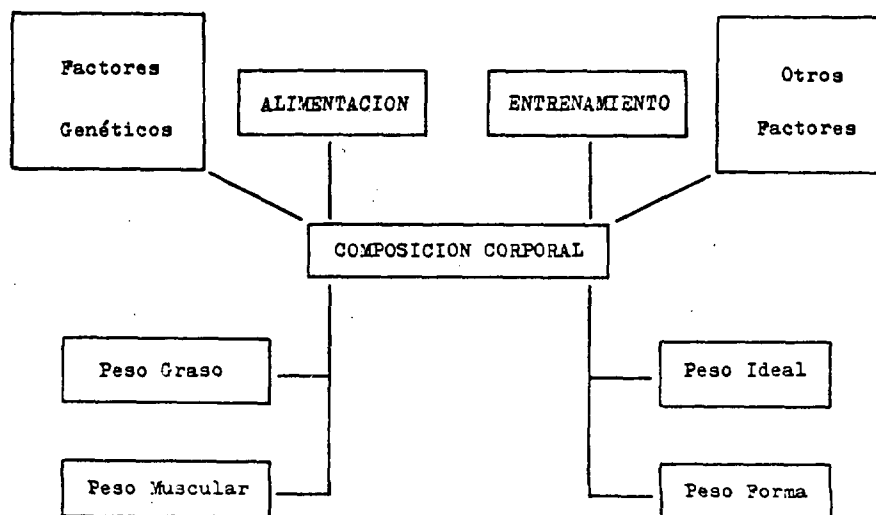 Factores
Genéticos
ALIMENTACION
ENTRENAMIENTO
Otros
Factores
COMPOSICION CORPORAL
Peso Graso
Peso Ideal
Peso Muscular
Peso Forma